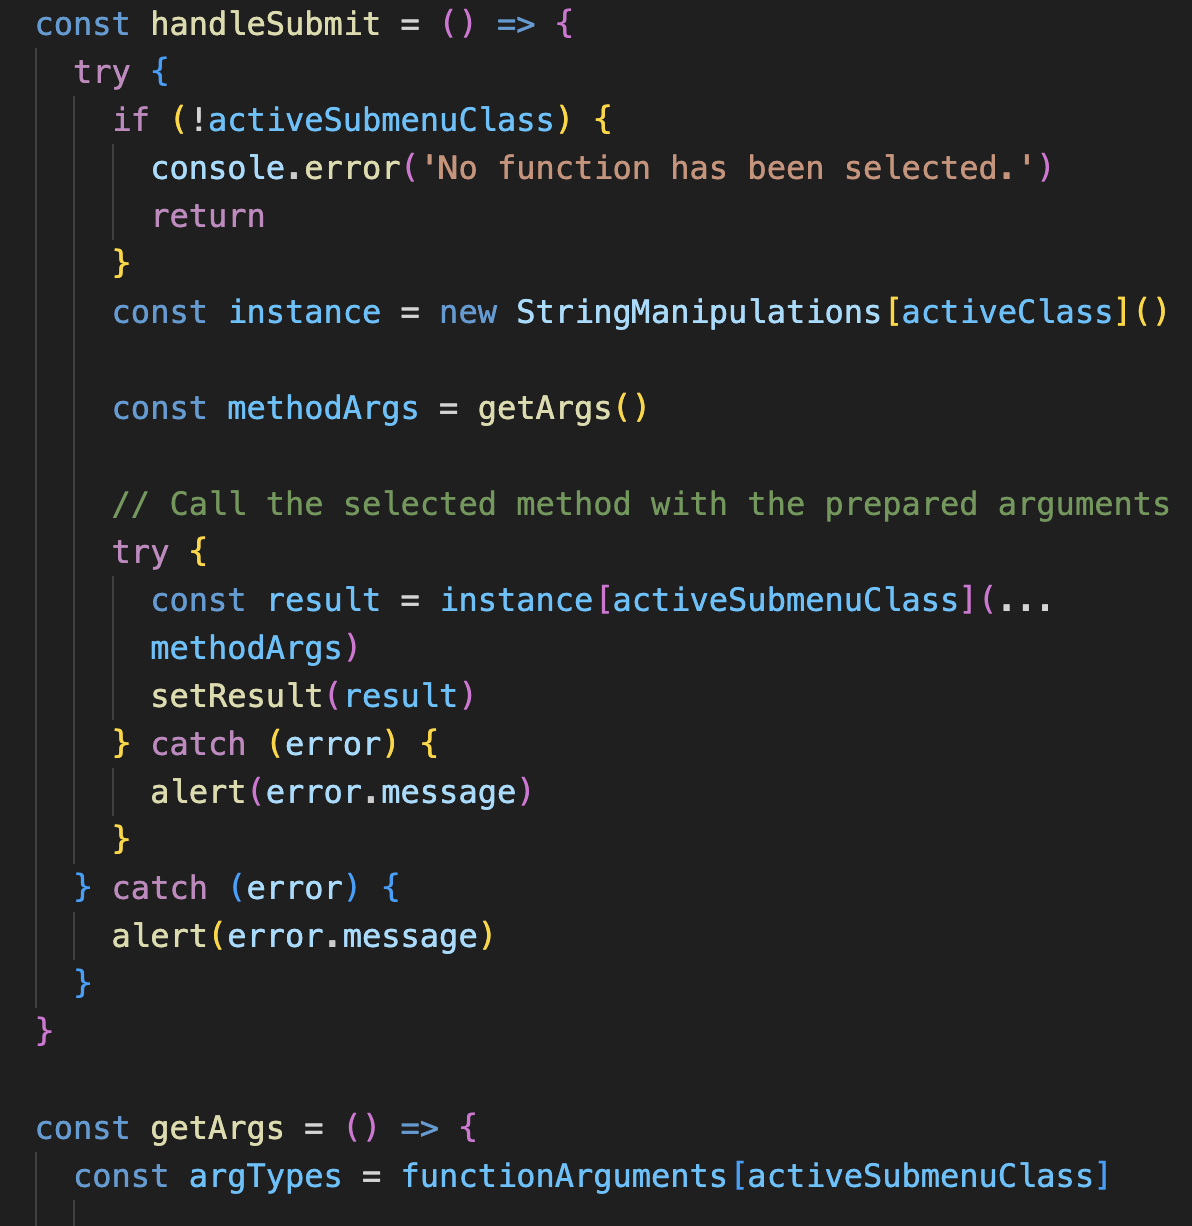 const handleSubmit = () => {
try {
if (!activeSubmenuClass) {
console.error('No function has been selected.')
return
}
const instance = new StringManipulations[activeClass]()
const methodArgs = getArgs()
// Call the selected method with the prepared arguments
try {
const result = instance[activeSubmenuClass](...
methodArgs)
setResult(result)
} catch (error) {
alert(error.message)
}
} catch (error) {
alert(error.message)
}
}
const getArgs = () => {
const argTypes = functionArguments[activeSubmenuClass]